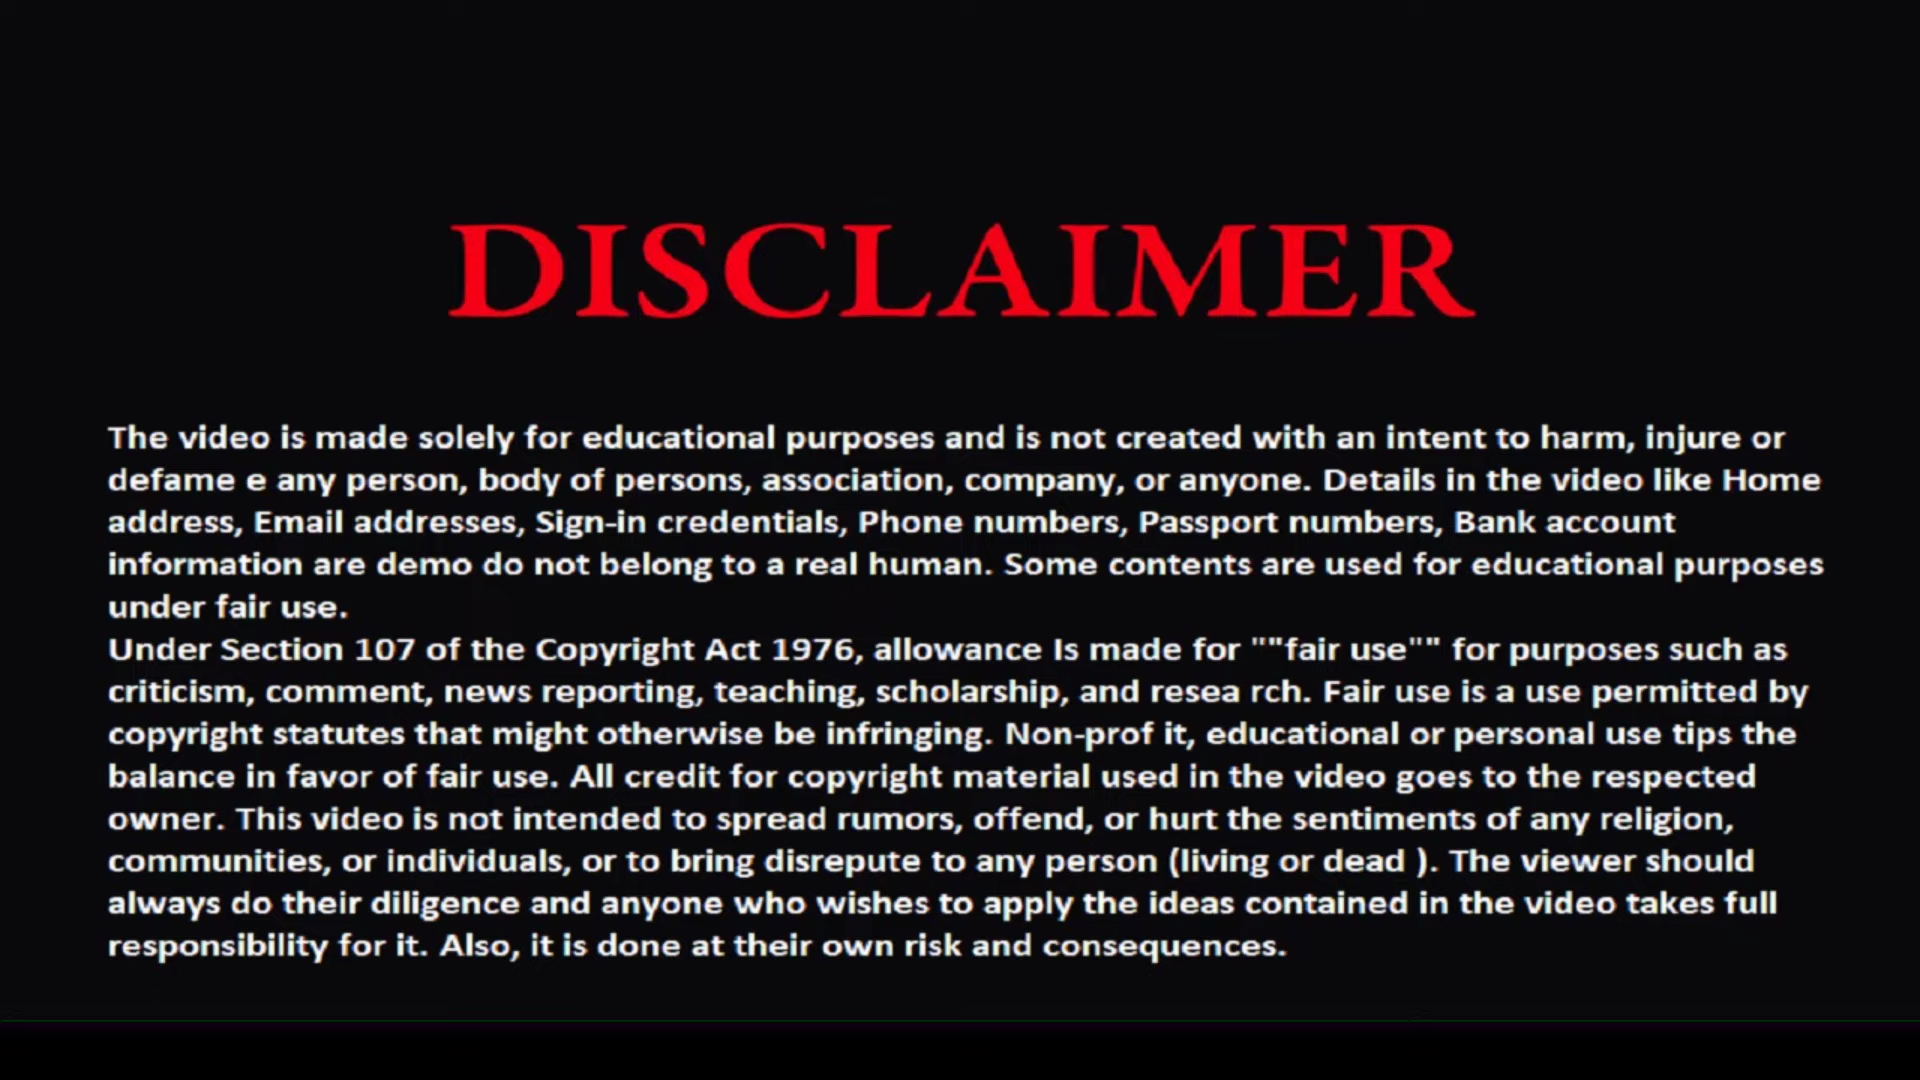 DISCLAIMER
The video is made solely for educational purposes and is not created with an intent to harm, injure or
defame e any person, body of persons, association, company, or anyone. Details in the video like Home
address, Email addresses, Sign-in credentials, Phone numbers, Passport numbers, Bank account
information are demo do not belong to a real human. Some contents are used for educational purposes
under fair use.
Under Section 107 of the Copyright Act 1976, allowance Is made for ""fair use"" for purposes such as
criticism, comment, news reporting, teaching, scholarship, and resea rch. Fair use is a use permitted by
copyright statutes that might otherwise be infringing. Non-prof it, educational or personal use tips the
balance in favor of fair use. All credit for copyright material used in the video goes to the respected
owner. This video is not intended to spread rumors, offend, or hurt the sentiments of any religion,
communities, or individuals, or to bring disrepute to any person (living or dead ). The viewer should
always do their diligence and anyone who wishes to apply the ideas contained in the video takes full
responsibility for it. Also, it is done at their own risk and consequences.